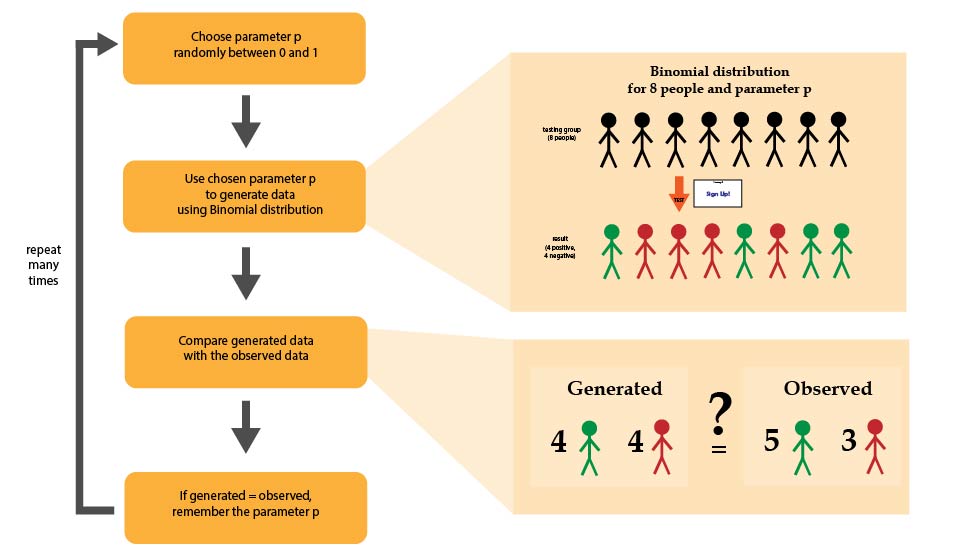 Choose parameter p
randomly between 0 and 1
Use chosen parameter p
to generate data
using Binomial distribution
repeat
many
times
Compare generated data
with the observed data
If generated = observed,
remember the parameter p
Binomial distribution
for 8 people and parameter p
testing group
(8 people)
TEST
Sign Up!
result
(4 positive,
4 negative)
Generated
4 4
?
=
Observed
5 3